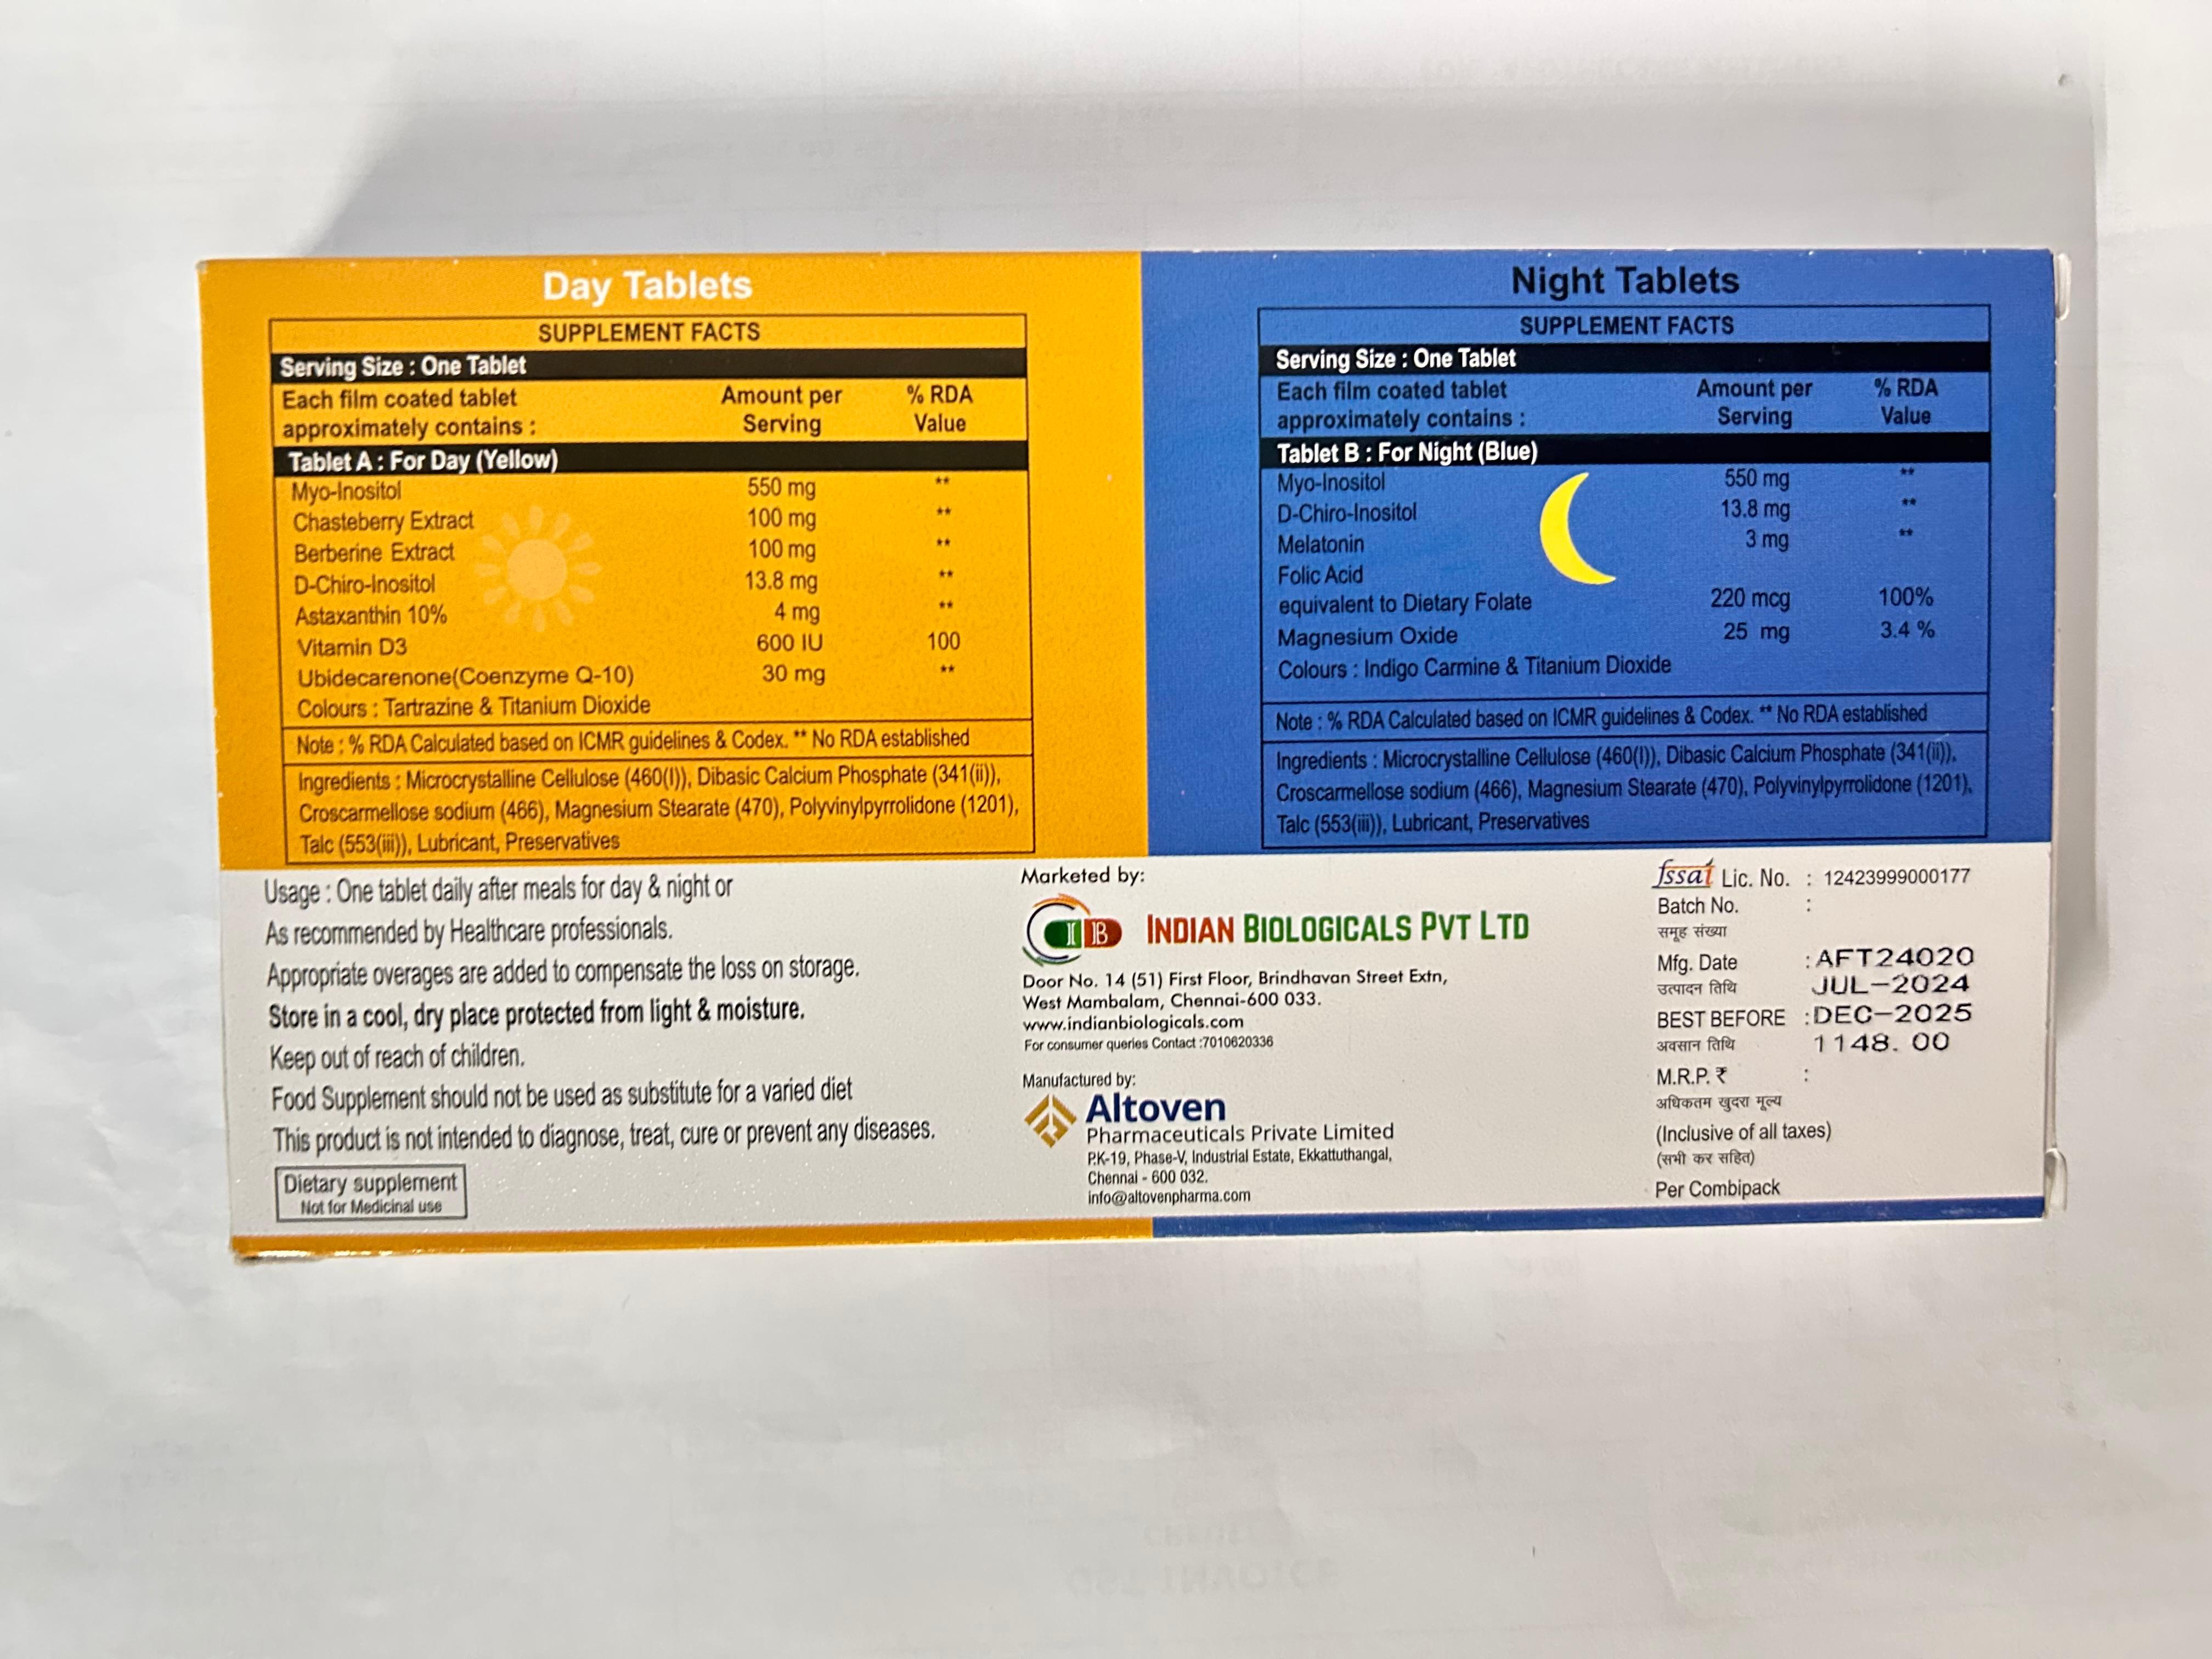 Day Tablets
SUPPLEMENT FACTS
Serving Size : One Tablet
Each film coated tablet approximately contains : Amount per Serving % RDA Value
Tablet A : For Day (Yellow)
Myo-Inositol 550 mg **
Chasteberry Extract 100 mg **
Berberine Extract 100 mg **
D-Chiro-Inositol 13.8 mg **
Astaxanthin 10% 4 mg **
Vitamin D3 600 IU 100
Ubidecarenone(Coenzyme Q-10) 30 mg **
Colours : Tartrazine & Titanium Dioxide
Note : % RDA Calculated based on ICMR guidelines & Codex. ** No RDA established
Ingredients : Microcrystalline Cellulose (460(I)), Dibasic Calcium Phosphate (341(ii)),
Croscarmellose sodium (466), Magnesium Stearate (470), Polyvinylpyrrolidone (1201),
Talc (553(iii)), Lubricant, Preservatives
Night Tablets
SUPPLEMENT FACTS
Serving Size : One Tablet
Each film coated tablet approximately contains : Amount per Serving % RDA Value
Tablet B : For Night (Blue)
Myo-Inositol 550 mg **
D-Chiro-Inositol 13.8 mg **
Melatonin 3 mg **
Folic Acid
equivalent to Dietary Folate 220 mcg 100%
Magnesium Oxide 25 mg 3.4 %
Colours : Indigo Carmine & Titanium Dioxide
Note : % RDA Calculated based on ICMR guidelines & Codex. ** No RDA established
Ingredients : Microcrystalline Cellulose (460(I)), Dibasic Calcium Phosphate (341(ii)),
Croscarmellose sodium (466), Magnesium Stearate (470), Polyvinylpyrrolidone (1201),
Talc (553(iii)), Lubricant, Preservatives
Usage : One tablet daily after meals for day & night or
As recommended by Healthcare professionals.
Appropriate overages are added to compensate the loss on storage.
Store in a cool, dry place protected from light & moisture.
Keep out of reach of children.
Food Supplement should not be used as substitute for a varied diet
This product is not intended to diagnose, treat, cure or prevent any diseases.
Dietary supplement
Not for Medicinal use
Marketed by:
IB INDIAN BIOLOGICALS PVT LTD
Door No. 14 (51) First Floor, Brindhavan Street Extn,
West Mambalam, Chennai-600 033.
www.indianbiologicals.com
For consumer queries Contact :7010620336
Manufactured by:
Altoven
Pharmaceuticals Private Limited
P.K-19, Phase-V, Industrial Estate, Ekkattuthangal,
Chennai - 600 032.
info@altovenpharma.com
fssai Lic. No. : 12423999000177
Batch No. :
समूह संख्या
Mfg. Date : AFT24020
उत्पादन तिथि JUL-2024
BEST BEFORE : DEC-2025
अवसान तिथि 1148.00
M.R.P. ₹ :
अधिकतम खुदरा मूल्य
(Inclusive of all taxes)
(सभी कर सहित)
Per Combipack